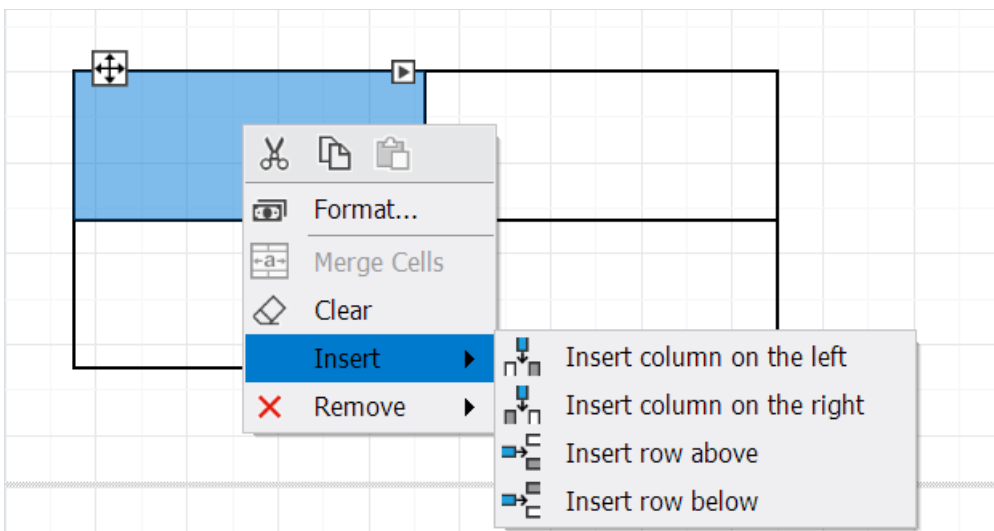 Format...
Merge Cells
Clear
Insert
Remove
Insert column on the left
Insert column on the right
Insert row above
Insert row below